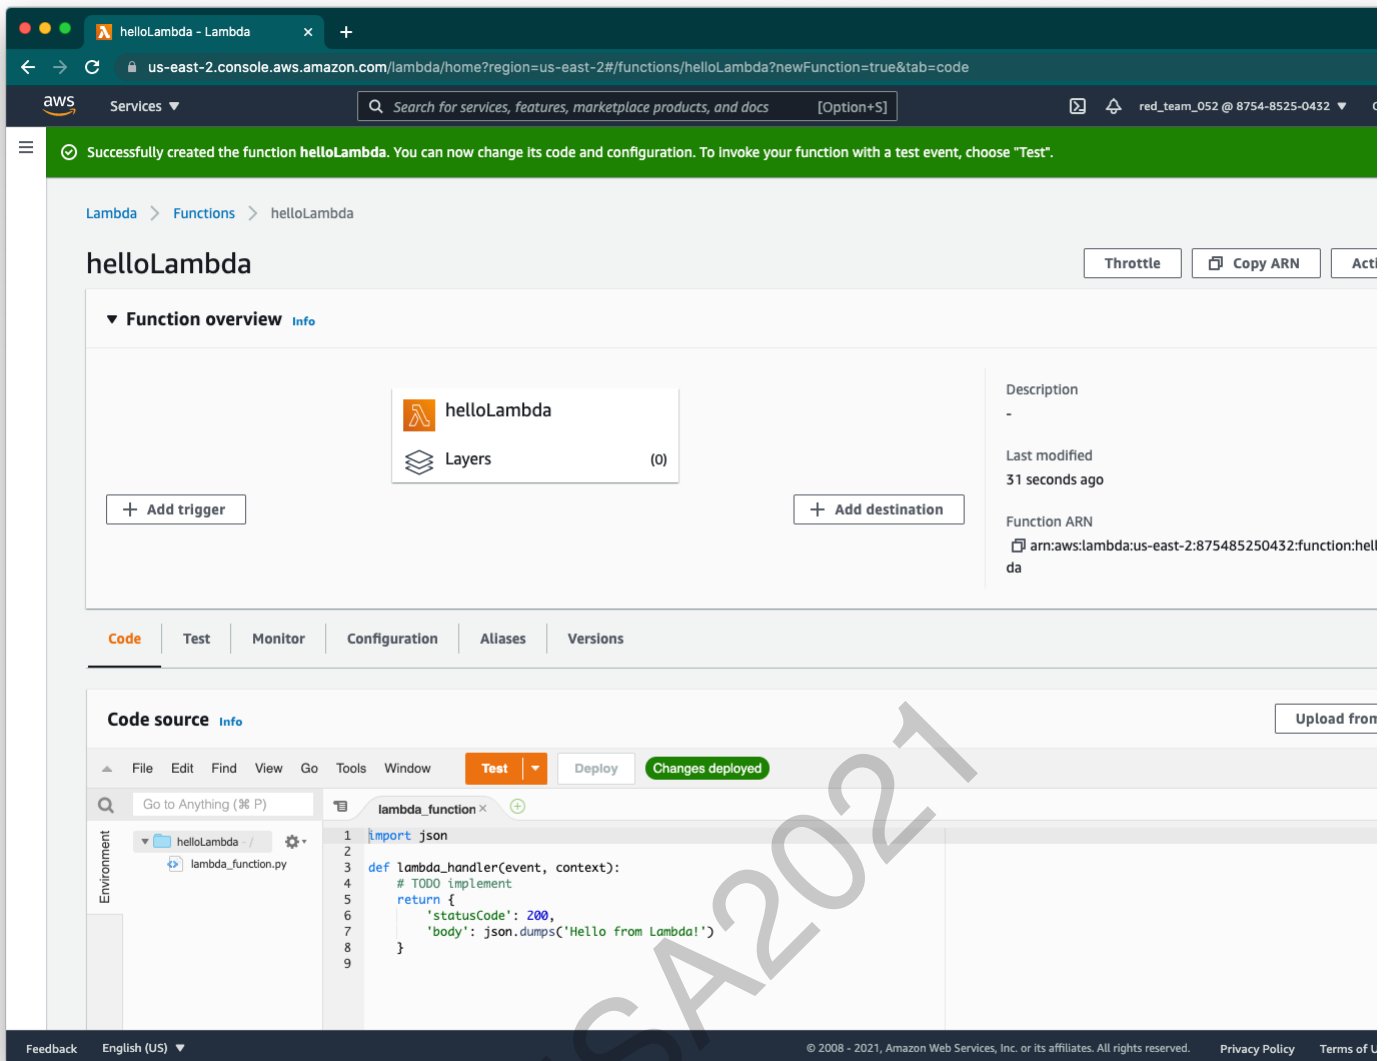 helloLambda - Lambda
us-east-2.console.aws.amazon.com/lambda/home?region=us-east-2#/functions/helloLambda?newFunction=true&tab=code
aws Services Search for services, features, marketplace products, and docs [Option+S] red_team_052 @ 8754-8525-0432
Successfully created the function helloLambda. You can now change its code and configuration. To invoke your function with a test event, choose "Test".
Lambda Functions helloLambda
helloLambda
Throttle Copy ARN Acti
Function overview Info
helloLambda
Layers (0)
Add trigger
Add destination
Description
-
Last modified
31 seconds ago
Function ARN
arn:aws:lambda:us-east-2:875485250432:function:hell
da
Code Test Monitor Configuration Aliases Versions
Code source Info
Upload from
File Edit Find View Go Tools Window Test Deploy Changes deployed
Go to Anything (⌘ P)
lambda_function
Environment
helloLambda - /
lambda_function.py
1 import json
2
3 def lambda_handler(event, context):
4     # TODO implement
5     return {
6         'statusCode': 200,
7         'body': json.dumps('Hello from Lambda!')
8     }
9
SA2021
Feedback English (US) © 2008 - 2021, Amazon Web Services, Inc. or its affiliates. All rights reserved. Privacy Policy Terms of U